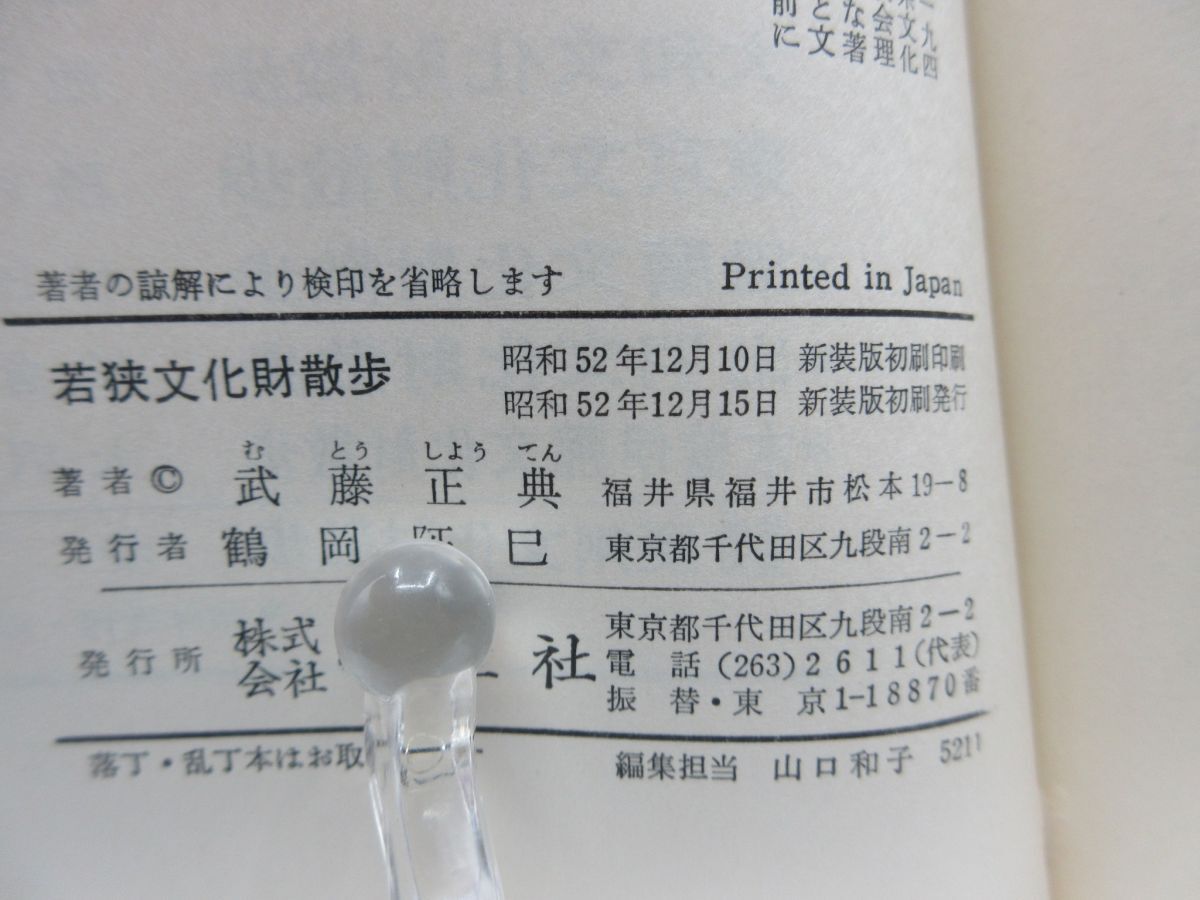 一九四
文化
会理
な著
と文
前に
著者の諒解により検印を省略します
Printed in Japan
若狭文化財散歩
昭和52年12月10日 新装版初刷印刷
昭和52年12月15日 新装版初刷発行
む とう しよう てん
著者 © 武藤正典 福井県福井市松本19-8
発行者 鶴岡 巳 東京都千代田区九段南2-2
発行所 株式会社 社
東京都千代田区九段南2-2
電話(263)2611(代表)
振替・東京1-18870番
落丁・乱丁本はお取
編集担当 山口和子 5211